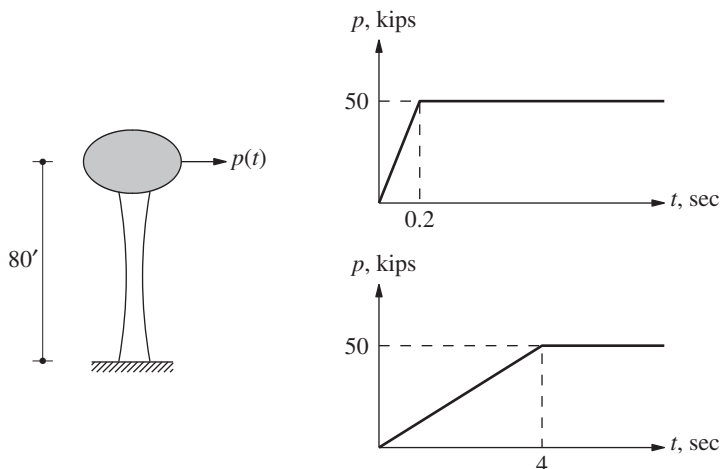 p, kips
50
t, sec
0.2
p(t)
80′
p, kips
50
t, sec
4